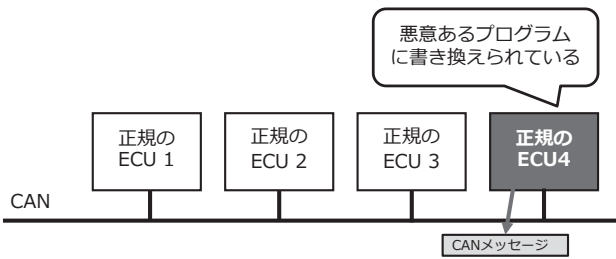 悪意あるプログラム
に書き換えられている
正規の
ECU 1
正規の
ECU 2
正規の
ECU 3
正規の
ECU4
CAN
CANメッセージ